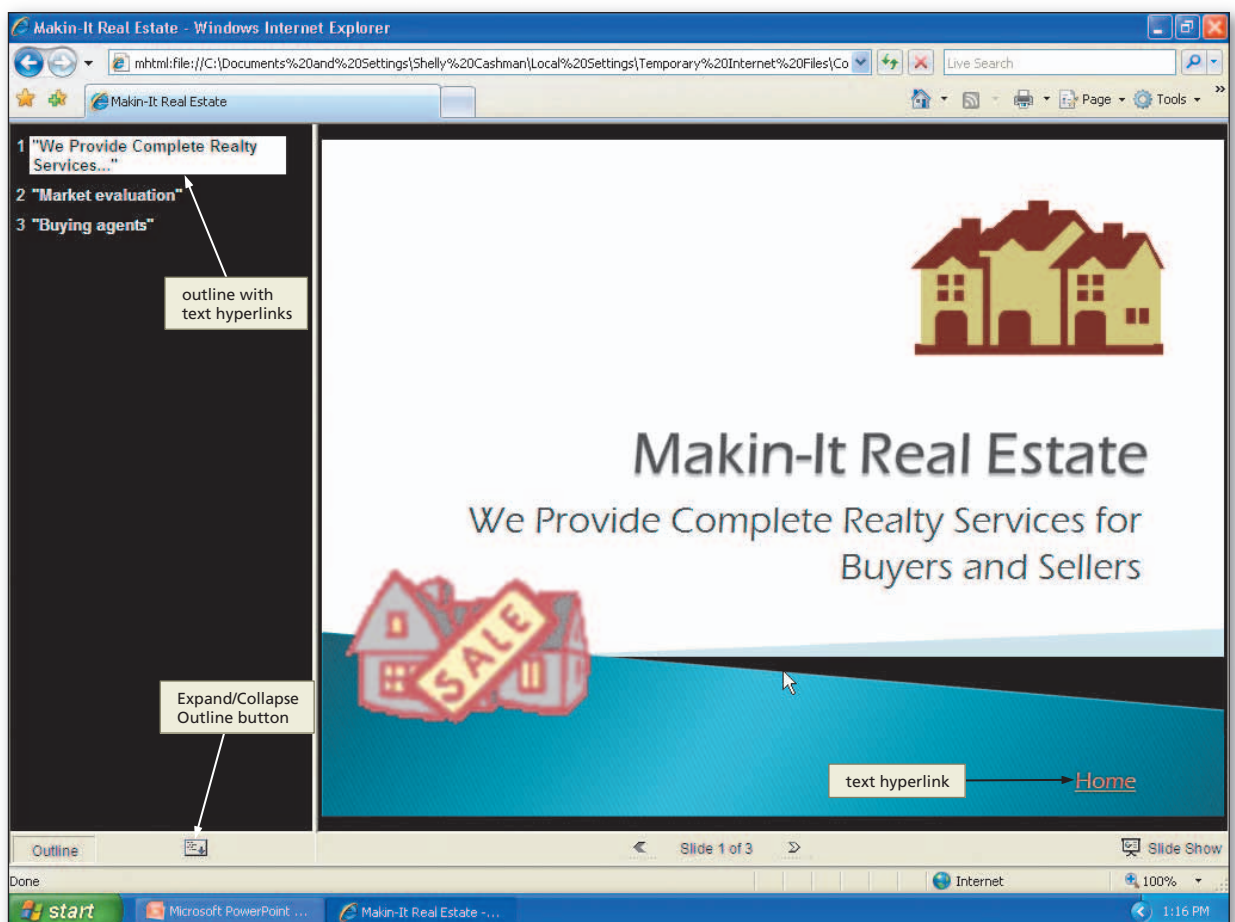 Makin-It Real Estate - Windows Internet Explorer
mhtml:file://C:\Documents%20and%20Settings\Shelly%20Cashman\Local%20Settings\Temporary%20Internet%20Files\Co
Live Search
Makin-It Real Estate
Page
Tools
»
1 "We Provide Complete Realty
Services..."
2 "Market evaluation"
3 "Buying agents"
outline with
text hyperlinks
Makin-It Real Estate
We Provide Complete Realty Services for
Buyers and Sellers
SALE
Expand/Collapse
Outline button
text hyperlink
Home
Outline
Slide 1 of 3
Slide Show
Done
Internet
100%
start
Microsoft PowerPoint ...
Makin-It Real Estate -...
1:16 PM